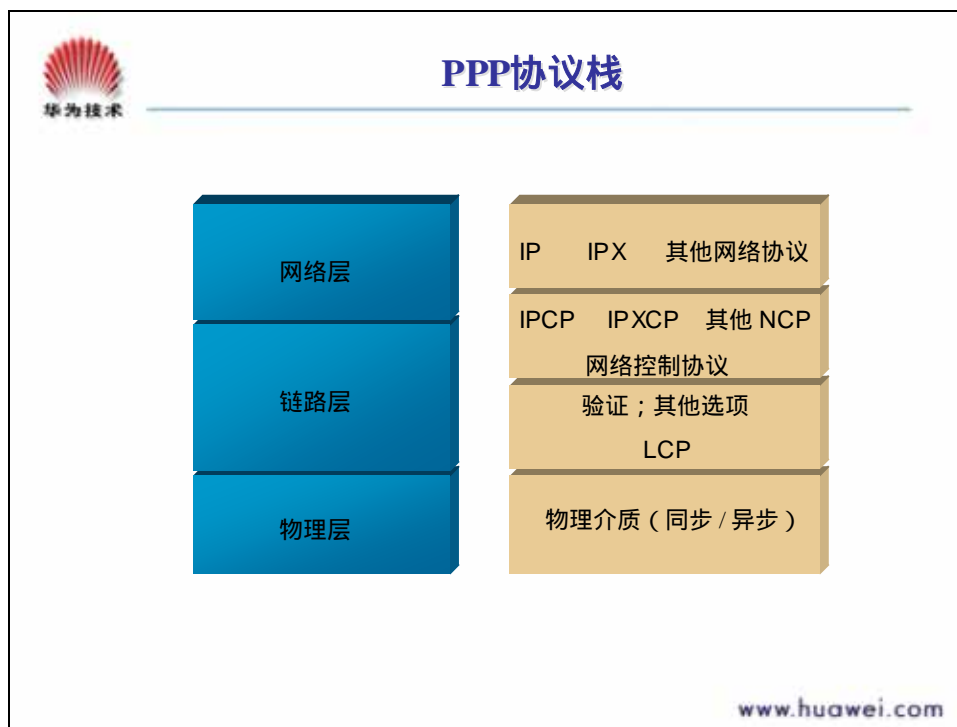 PPP协议栈
华为技术
网络层
链路层
物理层
IP IPX 其他网络协议
IPCP IPXCP 其他 NCP
网络控制协议
验证；其他选项
LCP
物理介质（同步 / 异步）
www.huawei.com